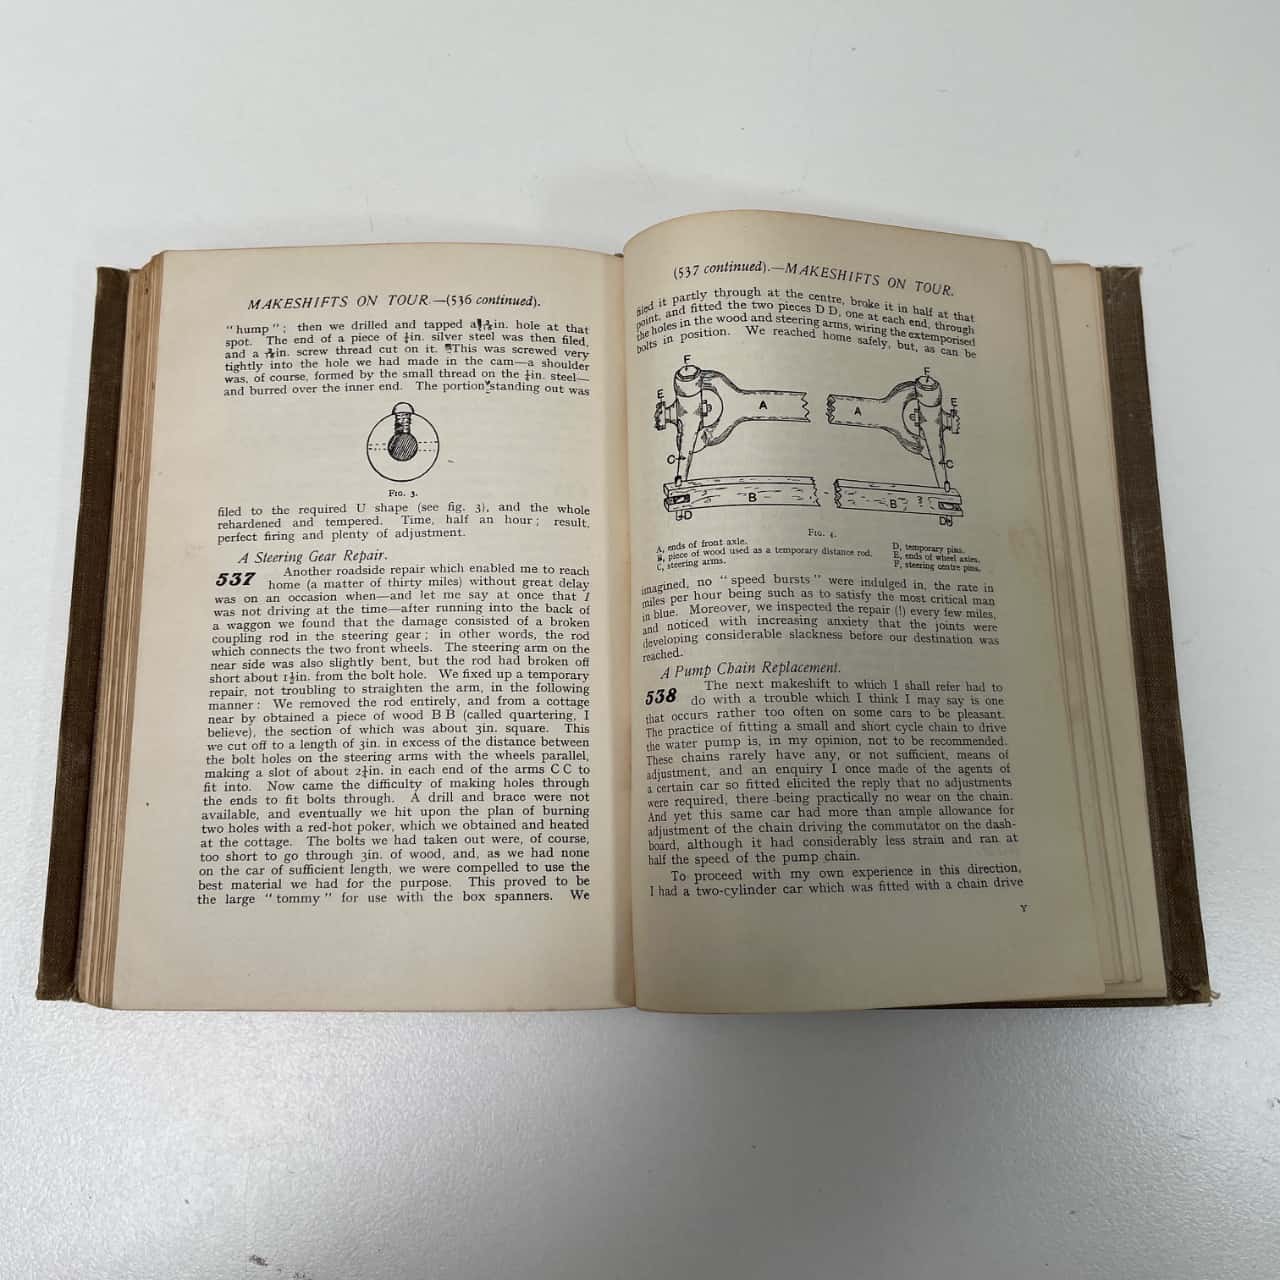 MAKESHIFTS ON TOUR—(536 continued).
"hump"; then we drilled and tapped a in. hole at that
spot. The end of a piece of ¼in. silver steel was then filed,
and a in. screw thread cut on it. This was screwed very
tightly into the hole we had made in the cam—a shoulder
was, of course, formed by the small thread on the ¼in. steel—
and burred over the inner end. The portion standing out was
FIG. 3.
filed to the required U shape (see fig. 3), and the whole
rehardened and tempered. Time, half an hour; result,
perfect firing and plenty of adjustment.
A Steering Gear Repair.
537 Another roadside repair which enabled me to reach
home (a matter of thirty miles) without great delay
was on an occasion when—and let me say at once that I
was not driving at the time—after running into the back of
a waggon we found that the damage consisted of a broken
coupling rod in the steering gear; in other words, the rod
which connects the two front wheels. The steering arm on the
near side was also slightly bent, but the rod had broken off
short about 1½in. from the bolt hole. We fixed up a temporary
repair, not troubling to straighten the arm, in the following
manner: We removed the rod entirely, and from a cottage
near by obtained a piece of wood B B (called quartering, I
believe), the section of which was about 3in. square. This
we cut off to a length of 3in. in excess of the distance between
the bolt holes on the steering arms with the wheels parallel,
making a slot of about 2½in. in each end of the arms C C to
fit into. Now came the difficulty of making holes through
the ends to fit bolts through. A drill and brace were not
available, and eventually we hit upon the plan of burning
two holes with a red-hot poker, which we obtained and heated
at the cottage. The bolts we had taken out were, of course,
too short to go through 3in. of wood, and, as we had none
on the car of sufficient length, we were compelled to use the
best material we had for the purpose. This proved to be
the large "tommy" for use with the box spanners. We
(537 continued).—MAKESHIFTS ON TOUR.
filed it partly through at the centre, broke it in half at that
point, and fitted the two pieces D D, one at each end, through
the holes in the wood and steering arms, wiring the extemporised
bolts in position. We reached home safely, but, as can be
F F
E A A E
C C
B B
D D
FIG. 4.
A, ends of front axle.
B, piece of wood used as a temporary distance rod.
C, steering arms.
D, temporary pins.
E, ends of wheel axles.
F, steering centre pins.
imagined, no "speed bursts" were indulged in, the rate in
miles per hour being such as to satisfy the most critical man
in blue. Moreover, we inspected the repair (!) every few miles,
and noticed with increasing anxiety that the joints were
developing considerable slackness before our destination was
reached.
A Pump Chain Replacement.
538 The next makeshift to which I shall refer had to
do with a trouble which I think I may say is one
that occurs rather too often on some cars to be pleasant.
The practice of fitting a small and short cycle chain to drive
the water pump is, in my opinion, not to be recommended.
These chains rarely have any, or not sufficient, means of
adjustment, and an enquiry I once made of the agents of
a certain car so fitted elicited the reply that no adjustments
were required, there being practically no wear on the chain.
And yet this same car had more than ample allowance for
adjustment of the chain driving the commutator on the dash-
board, although it had considerably less strain and ran at
half the speed of the pump chain.
To proceed with my own experience in this direction,
I had a two-cylinder car which was fitted with a chain drive
Y